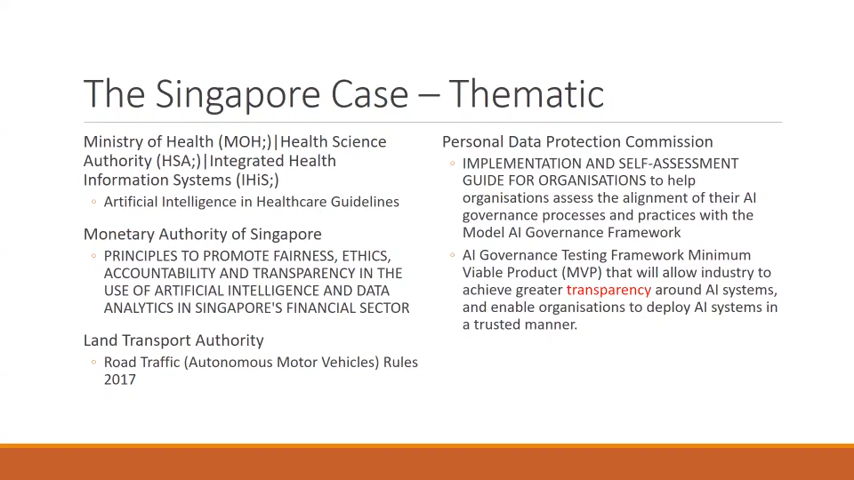 The Singapore Case – Thematic
Ministry of Health (MOH;)|Health Science
Authority (HSA;)|Integrated Health
Information Systems (IHiS;)
◦ Artificial Intelligence in Healthcare Guidelines
Monetary Authority of Singapore
◦ PRINCIPLES TO PROMOTE FAIRNESS, ETHICS,
ACCOUNTABILITY AND TRANSPARENCY IN THE
USE OF ARTIFICIAL INTELLIGENCE AND DATA
ANALYTICS IN SINGAPORE'S FINANCIAL SECTOR
Land Transport Authority
◦ Road Traffic (Autonomous Motor Vehicles) Rules
2017
Personal Data Protection Commission
◦ IMPLEMENTATION AND SELF-ASSESSMENT
GUIDE FOR ORGANISATIONS to help
organisations assess the alignment of their AI
governance processes and practices with the
Model AI Governance Framework
◦ AI Governance Testing Framework Minimum
Viable Product (MVP) that will allow industry to
achieve greater transparency around AI systems,
and enable organisations to deploy AI systems in
a trusted manner.